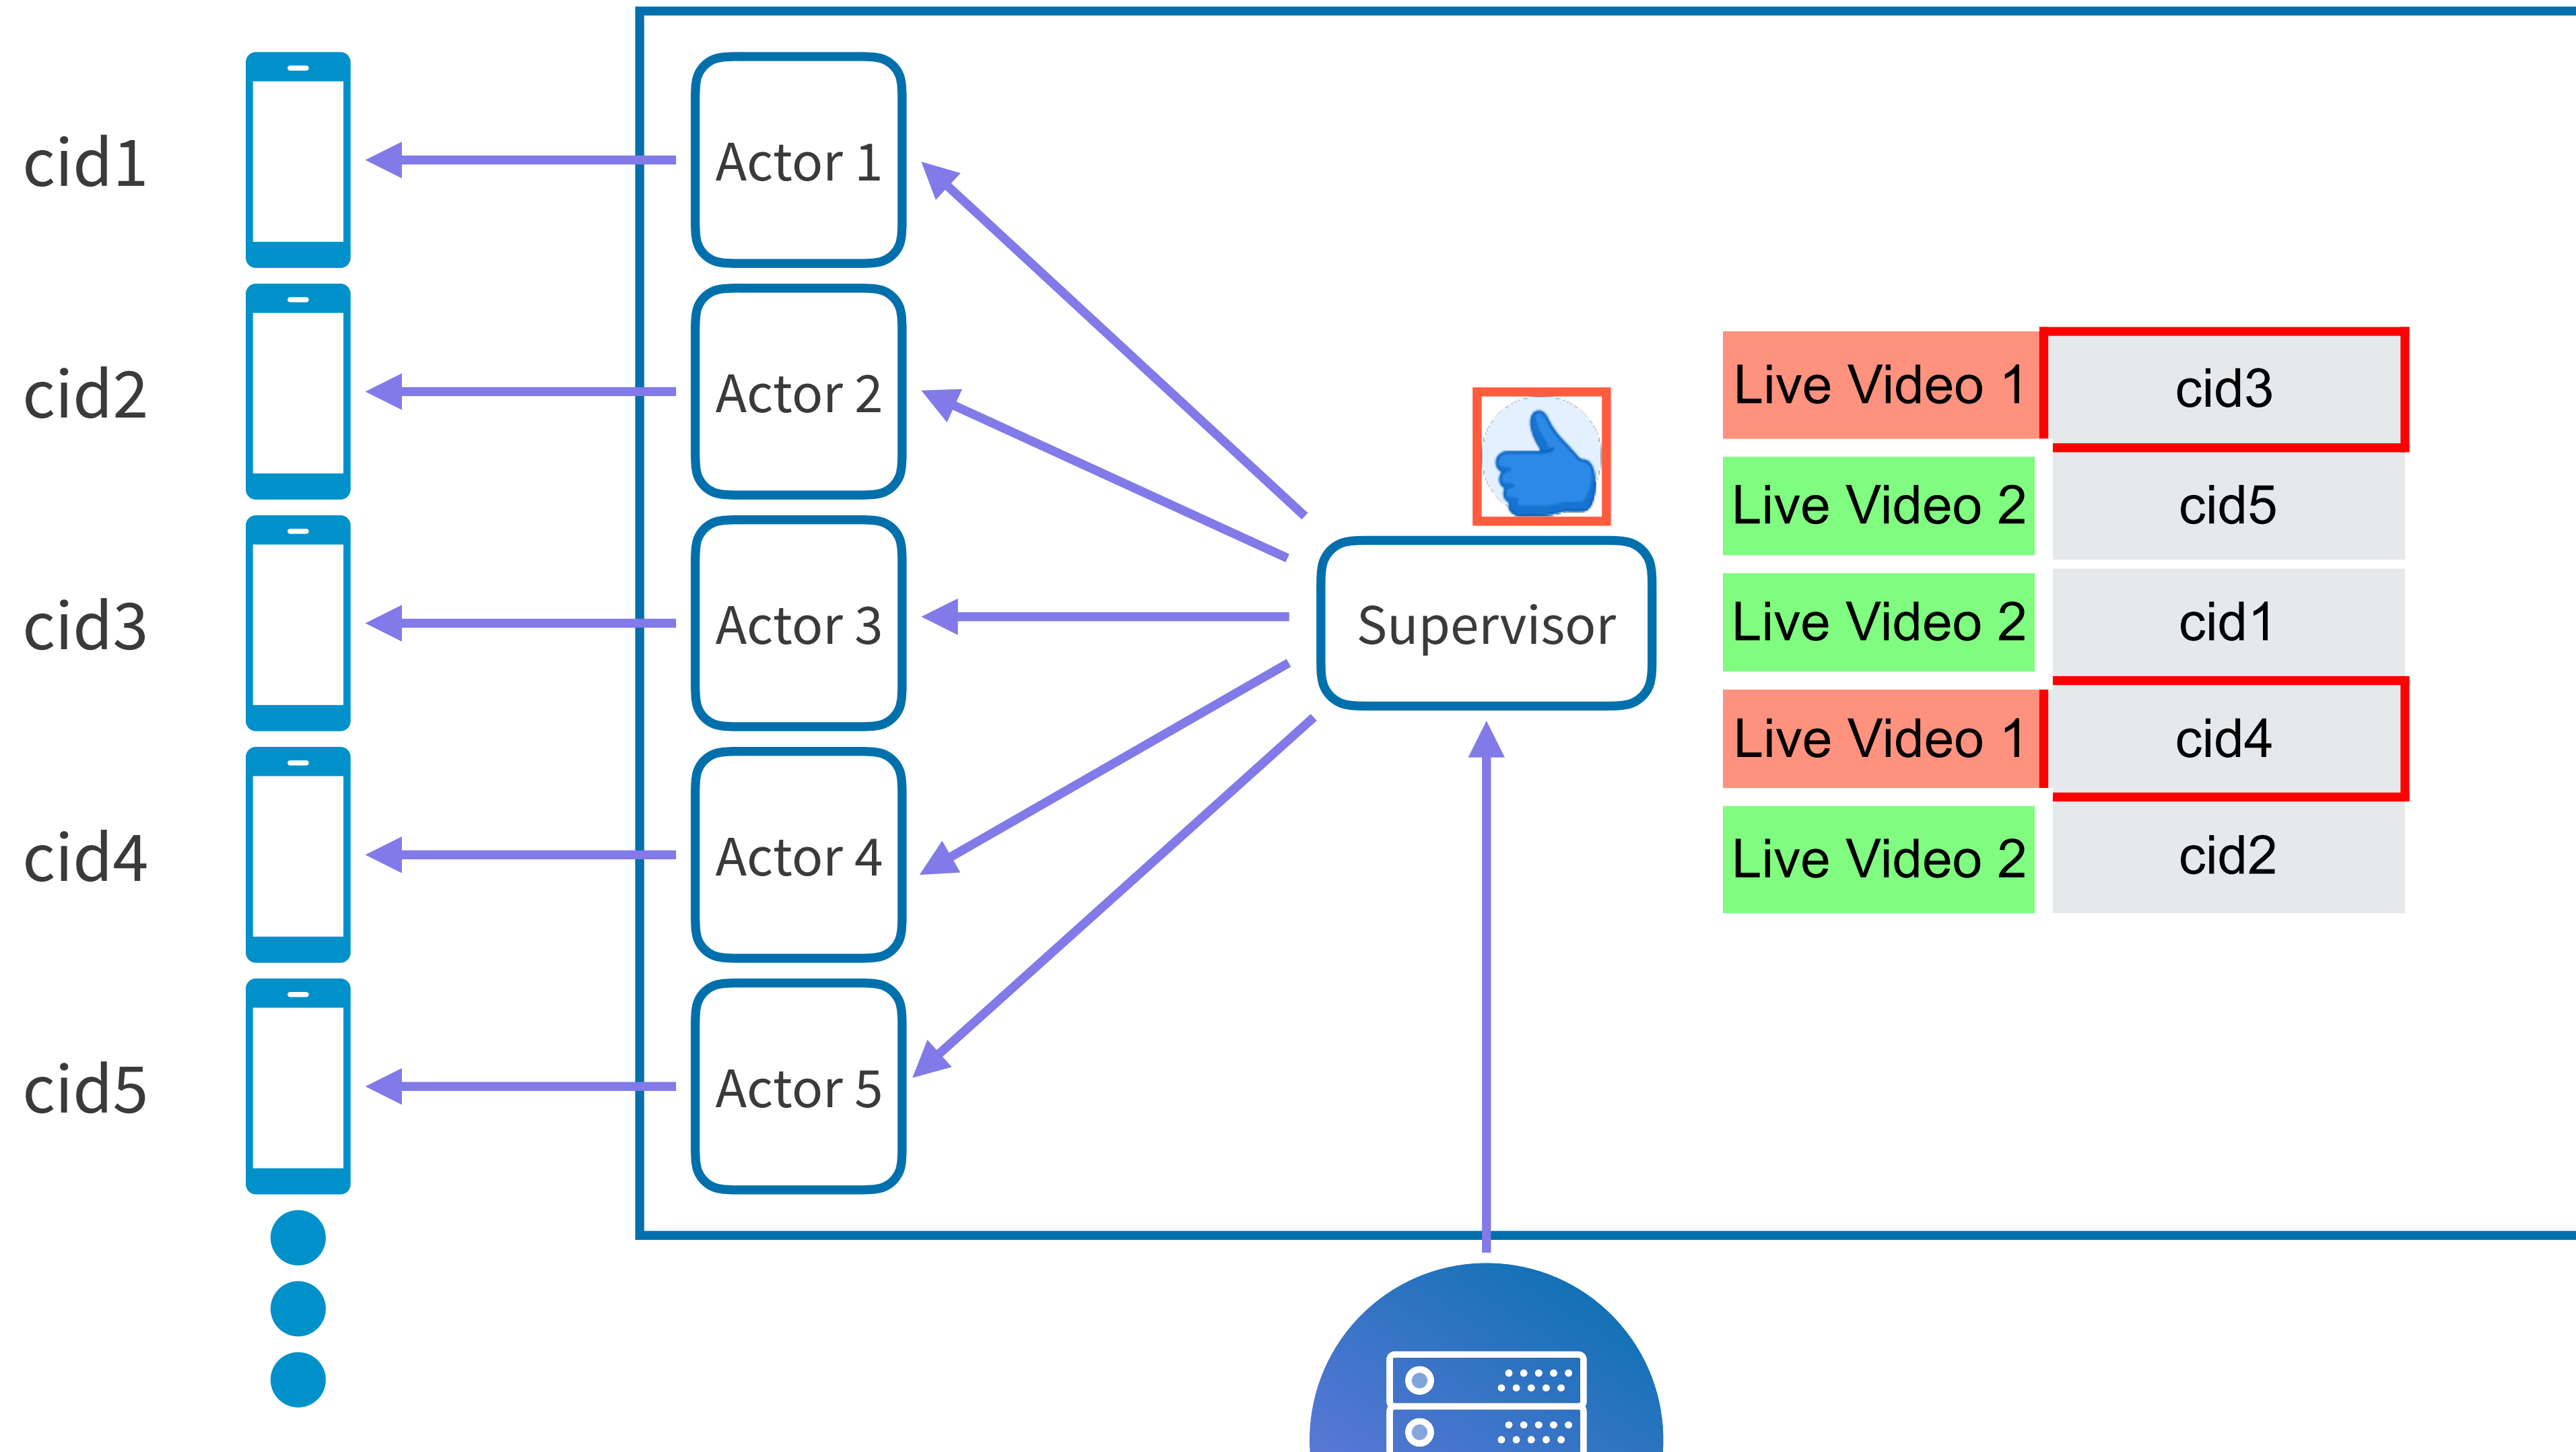 cid1
Actor 1
cid2
Actor 2
cid3
Actor 3
cid4
Actor 4
cid5
Actor 5
Supervisor
Live Video 1 cid3
Live Video 2 cid5
Live Video 2 cid1
Live Video 1 cid4
Live Video 2 cid2